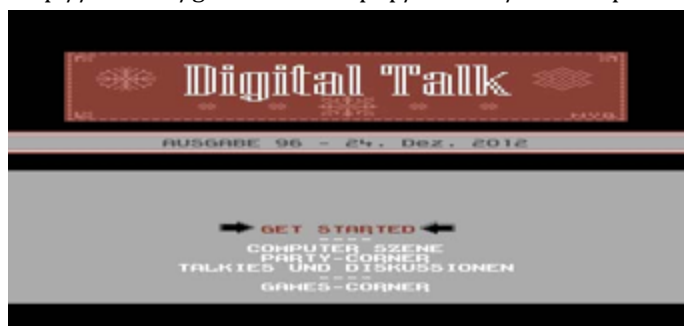 Digital Talk
AUSGABE 96 - 24. Dez. 2012
GET STARTED
COMPUTER SZENE
PARTY-CORNER
TALKIES UND DISKUSSIONEN
GAMES-CORNER